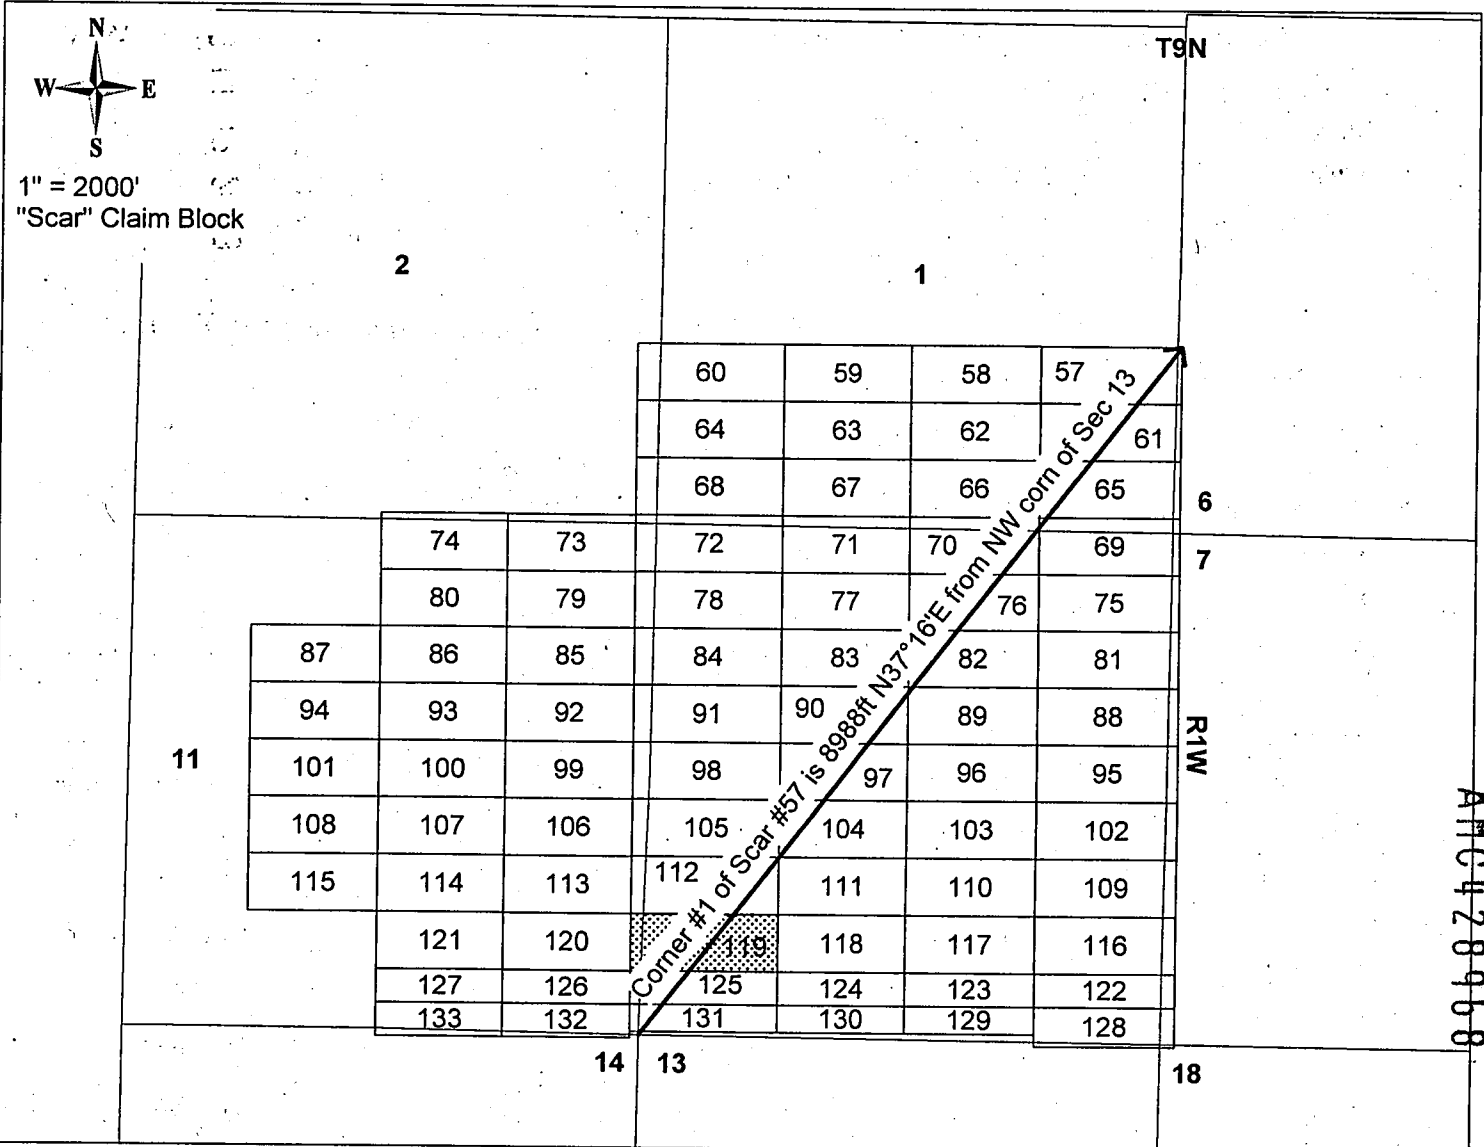 N
W E
S
1" = 2000'
"Scar" Claim Block
T9N
2
1
60 59 58 57
64 63 62 61
68 67 66 65
6
74 73 72 71 70 69
7
80 79 78 77 76 75
87 86 85 84 83 82 81
94 93 92 91 90 89 88
R1W
11
101 100 99 98 97 96 95
108 107 106 105 104 103 102
115 114 113 112 111 110 109
121 120 119 118 117 116
127 126 125 124 123 122
133 132 131 130 129 128
Corner #1 of Scar #57 is 8988ft N37°16'E from NW corn of Sec 13
14 13
18
AMC428968